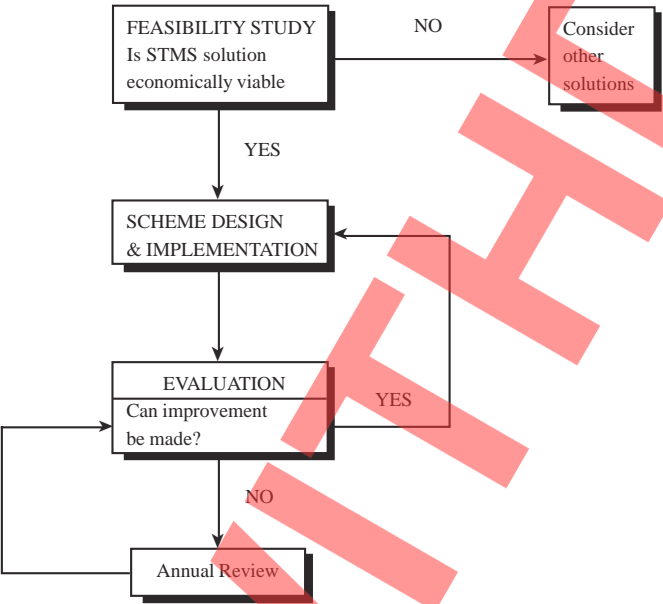 FEASIBILITY STUDY
Is STMS solution
economically viable
NO
Consider
other
solutions
YES
SCHEME DESIGN
& IMPLEMENTATION
EVALUATION
Can improvement
be made?
YES
NO
Annual Review